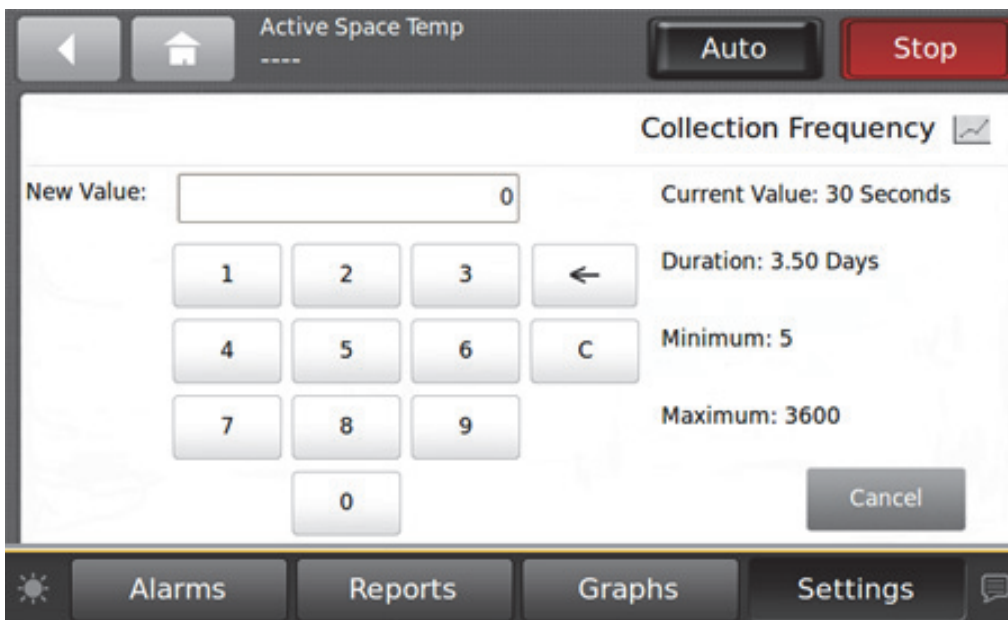 Active Space Temp
----
Auto
Stop
Collection Frequency
New Value:
0
Current Value: 30 Seconds
1 2 3 ←
Duration: 3.50 Days
4 5 6 C
Minimum: 5
7 8 9
Maximum: 3600
0
Cancel
Alarms
Reports
Graphs
Settings